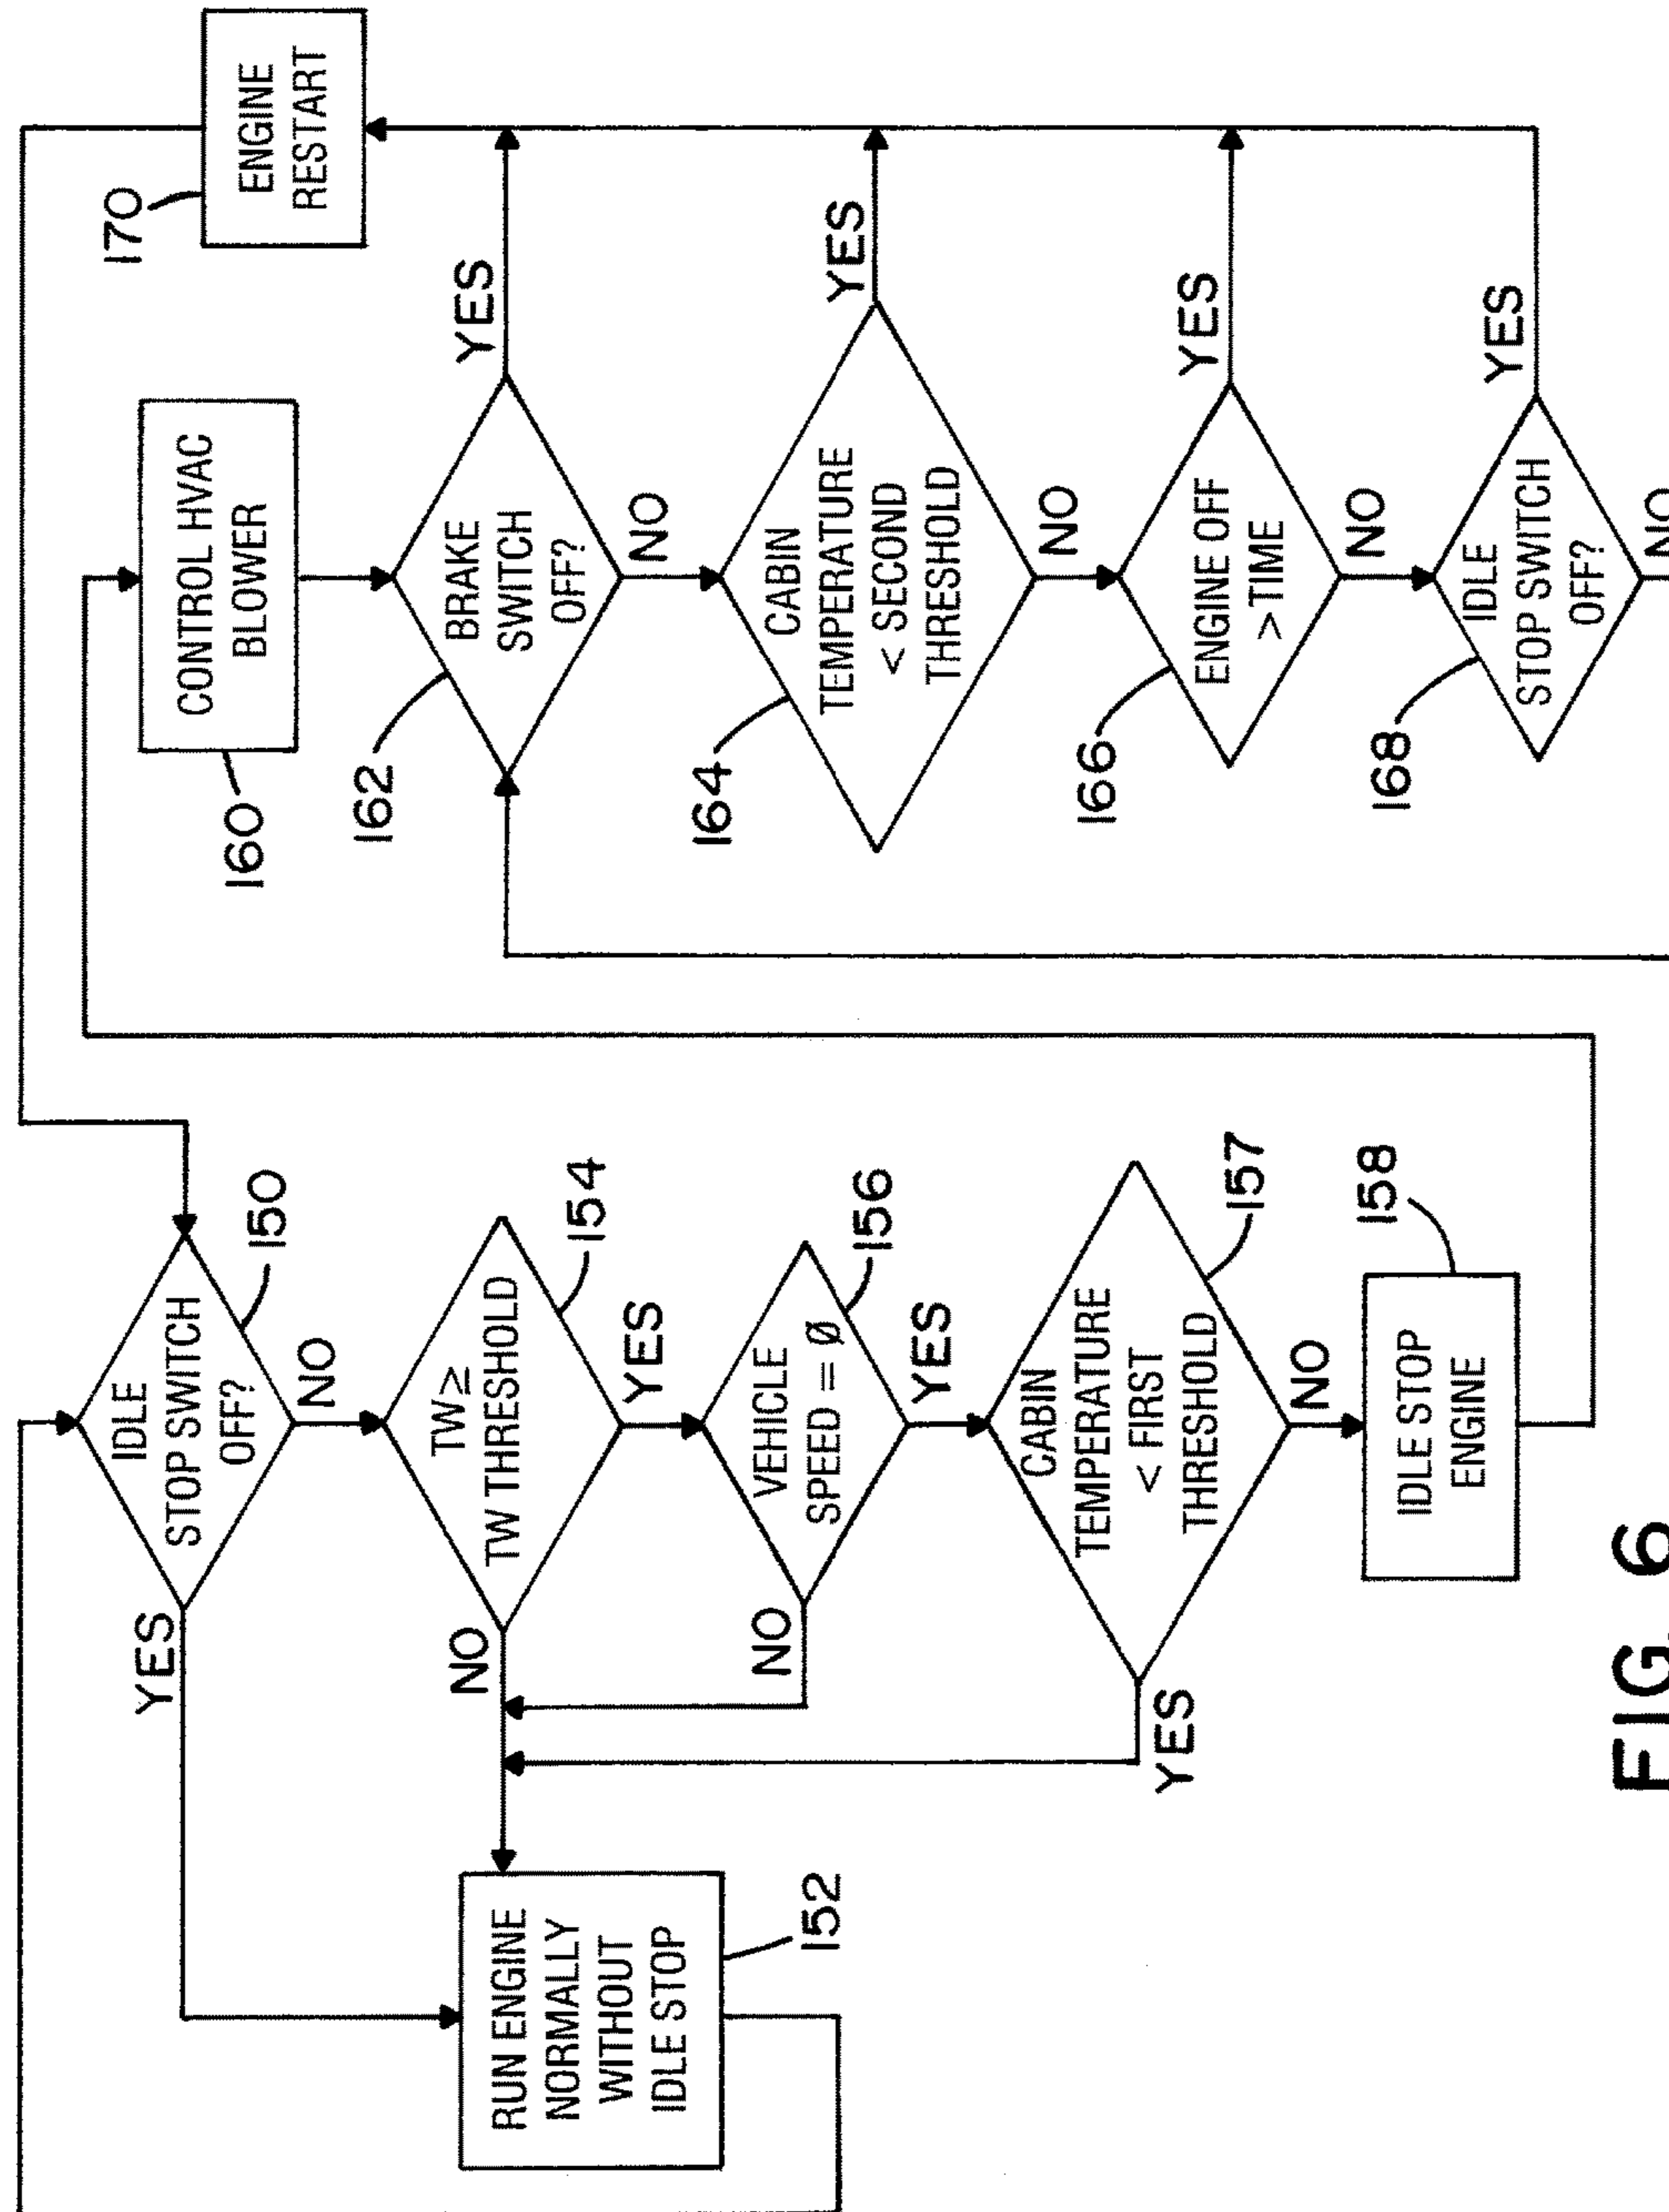 IDLE
STOP SWITCH
OFF?
150
YES
NO
TW ≥
TW THRESHOLD
154
NO
YES
VEHICLE
SPEED = Ø
156
NO
YES
CABIN
TEMPERATURE
< FIRST
THRESHOLD
157
YES
NO
IDLE STOP
ENGINE
158
RUN ENGINE
NORMALLY
WITHOUT
IDLE STOP
152
CONTROL HVAC
BLOWER
160
BRAKE
SWITCH
OFF?
162
YES
NO
CABIN
TEMPERATURE
< SECOND
THRESHOLD
164
YES
NO
ENGINE OFF
> TIME
166
YES
NO
IDLE
STOP SWITCH
OFF?
168
YES
NO
ENGINE
RESTART
170
FIG. 6